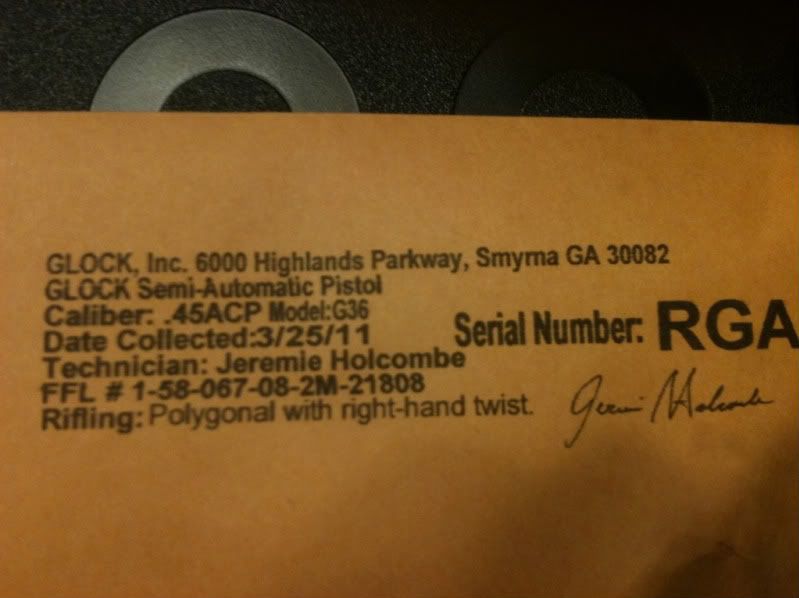 GLOCK, Inc. 6000 Highlands Parkway, Smyrna GA 30082
GLOCK Semi-Automatic Pistol
Caliber: .45ACP Model:G36
Date Collected:3/25/11
Serial Number: RGA
Technician: Jeremie Holcombe
FFL # 1-58-067-08-2M-21808
Rifling: Polygonal with right-hand twist.
Jeremie Holcombe